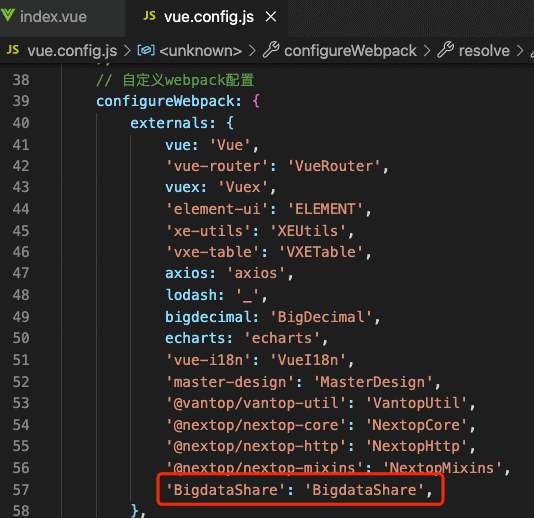 index.vue JS vue.config.js ×
JS vue.config.js > <unknown> > configureWebpack > resolve >
38 // 自定义webpack配置
39 configureWebpack: {
40 externals: {
41 vue: 'Vue',
42 'vue-router': 'VueRouter',
43 vuex: 'Vuex',
44 'element-ui': 'ELEMENT',
45 'xe-utils': 'XEUtils',
46 'vxe-table': 'VXETable',
47 axios: 'axios',
48 lodash: '_',
49 bigdecimal: 'BigDecimal',
50 echarts: 'echarts',
51 'vue-i18n': 'VueI18n',
52 'master-design': 'MasterDesign',
53 '@vantop/vantop-util': 'VantopUtil',
54 '@nextop/nextop-core': 'NextopCore',
55 '@nextop/nextop-http': 'NextopHttp',
56 '@nextop/nextop-mixins': 'NextopMixins',
57 'BigdataShare': 'BigdataShare',
58 },